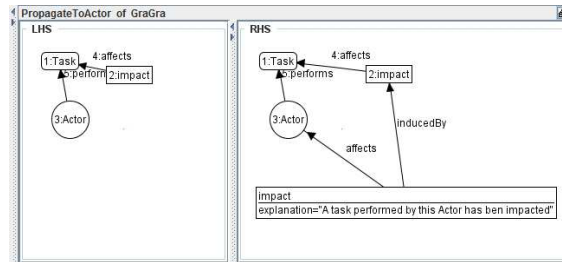 PropagateToActor of GraGra
LHS
1:Task
4:affects
5:perform
2:impact
3:Actor
RHS
1:Task
4:affects
5:performs
2:impact
3:Actor
inducedBy
affects
impact
explanation="A task performed by this Actor has ben impacted"